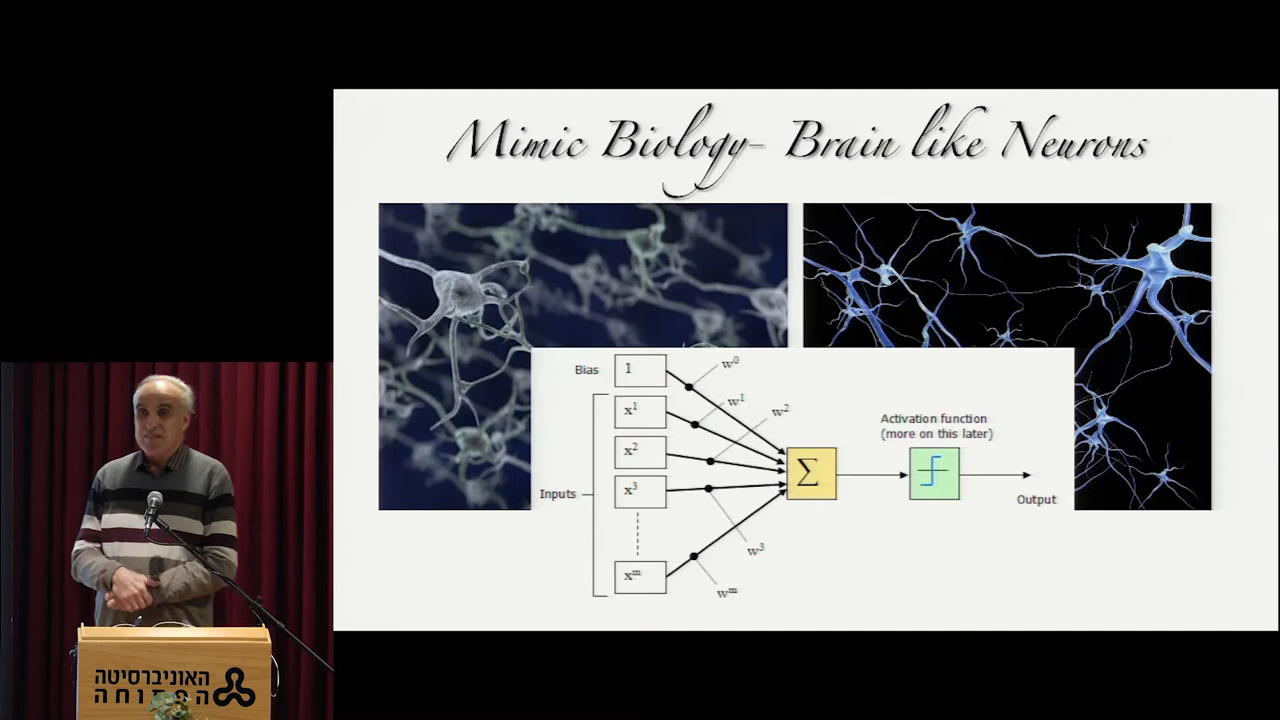 Mimic Biology- Brain like Neurons
Bias
1
w⁰
x¹
w¹
x²
w²
Activation function
(more on this later)
Inputs
x³
Σ
Output
w³
xᵐ
wᵐ
האוניברסיטה
הפתוחה